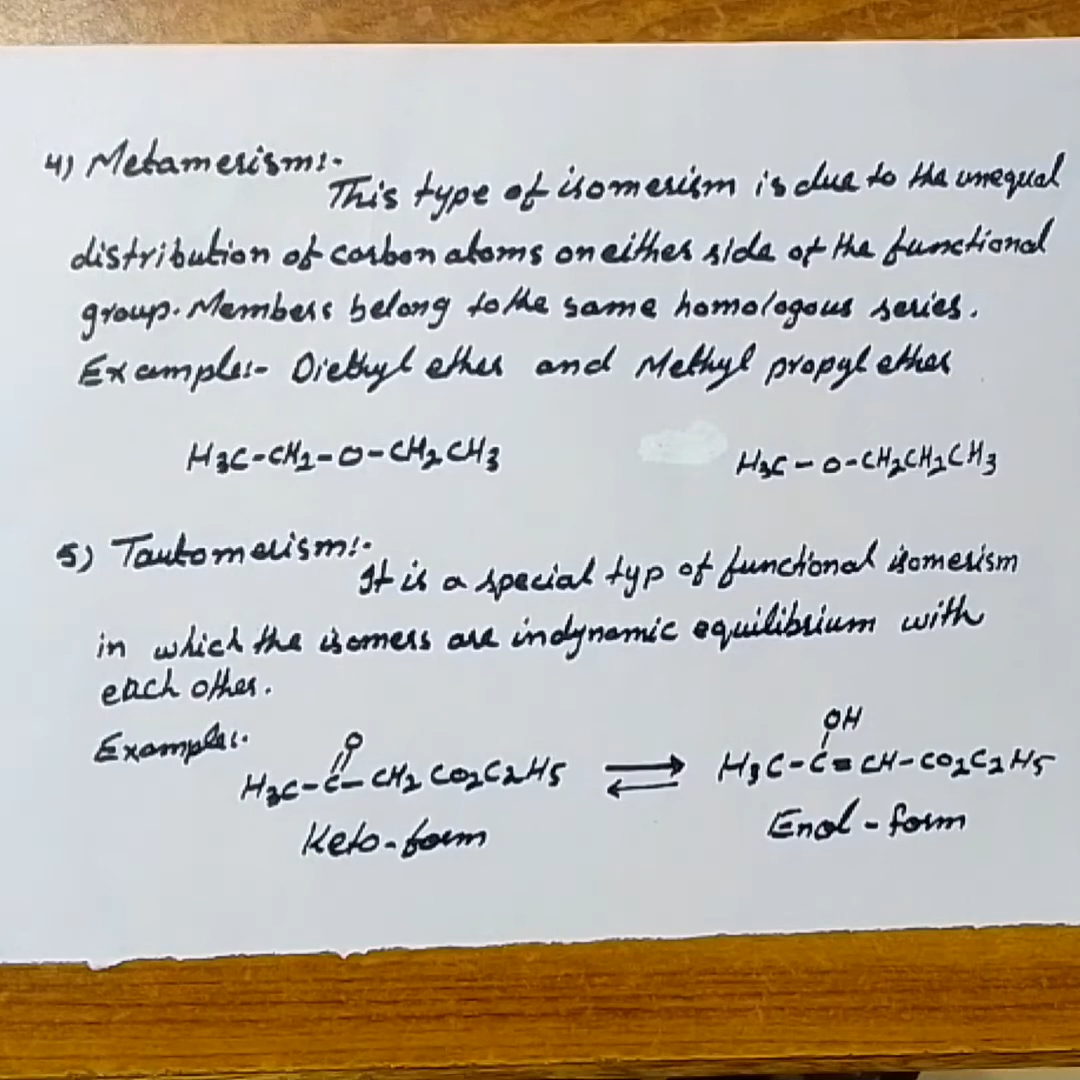 4) Metamerism:-
This type of isomerism is due to the unequal
distribution of carbon atoms on either side of the functional
group. Members belong to the same homologous series.
Example:- Diethyl ether and Methyl propyl ether
H3C-CH2-O-CH2CH3 H3C-O-CH2CH2CH3
5) Tautomerism:-
It is a special typ of functional isomerism
in which the isomers are in dynamic equilibrium with
each other.
Example:-
O OH
H3C-C-CH2CO2C2H5 ⇌ H3C-C=CH-CO2C2H5
Keto-form Enol-form